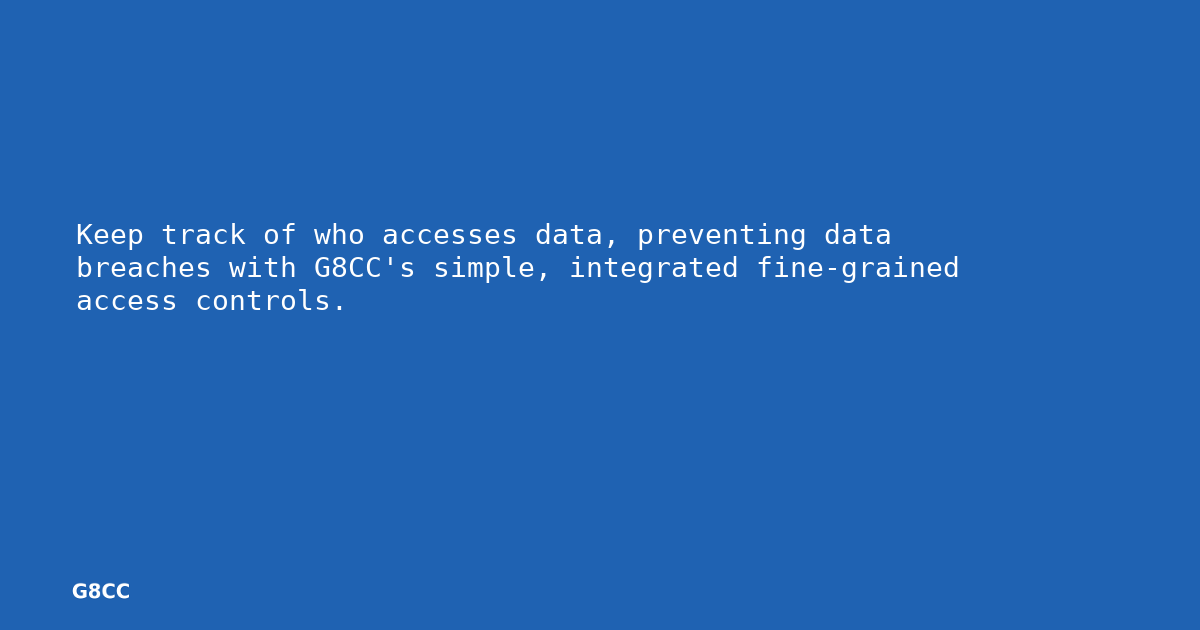 Keep track of who accesses data, preventing data
breaches with G8CC's simple, integrated fine-grained
access controls.
G8CC